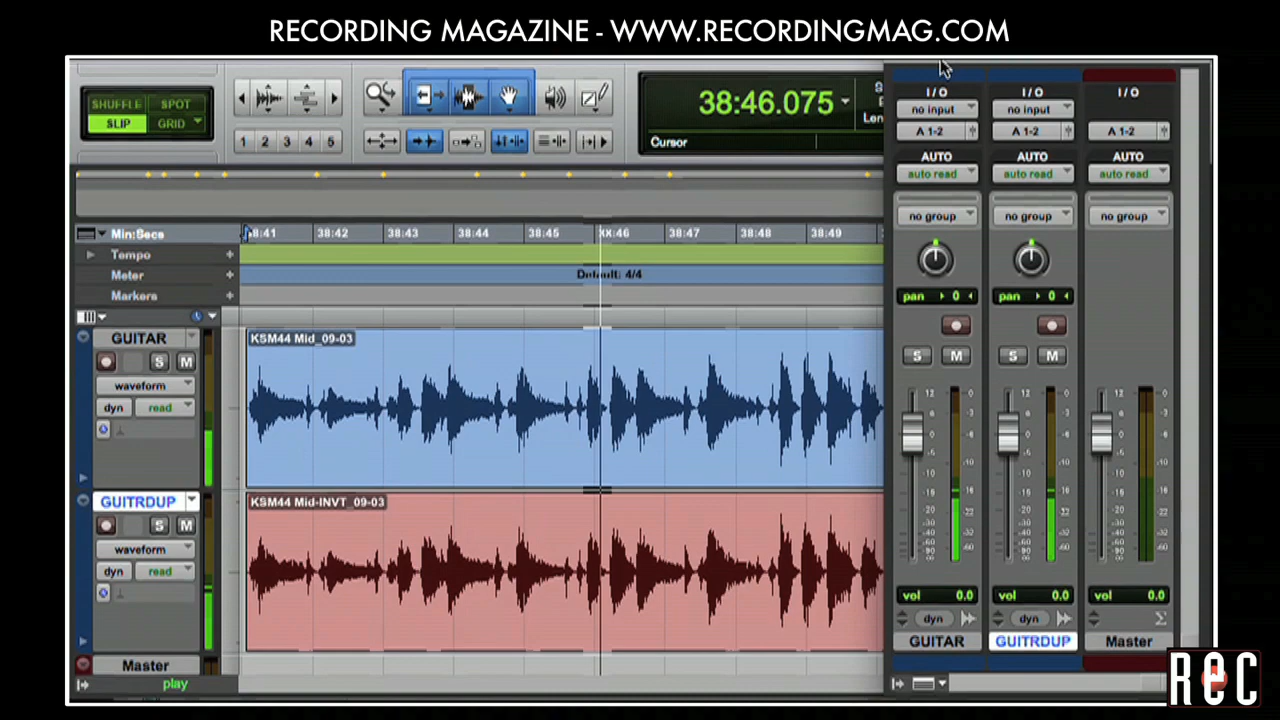 RECORDING MAGAZINE - WWW.RECORDINGMAG.COM
SHUFFLE SPOT
SLIP GRID
1 2 3 4 5
38:46.075
Cursor
Len
I/O I/O I/O
no input no input
A 1-2 A 1-2 A 1-2
AUTO AUTO AUTO
auto read auto read auto read
no group no group no group
Min:Secs
8:41 38:42 38:43 38:44 38:45 38:46 38:47 38:48 38:49
Tempo
Meter
Default: 4/4
Markers
pan 0 pan 0
GUITAR
KSM44 Mid_09-03
S M
waveform
dyn read
S M S M
GUITRDUP
KSM44 Mid-INVT_09-03
S M
waveform
dyn read
vol 0.0 vol 0.0 vol 0.0
dyn dyn Σ
GUITAR GUITRDUP Master
Master
play
REC